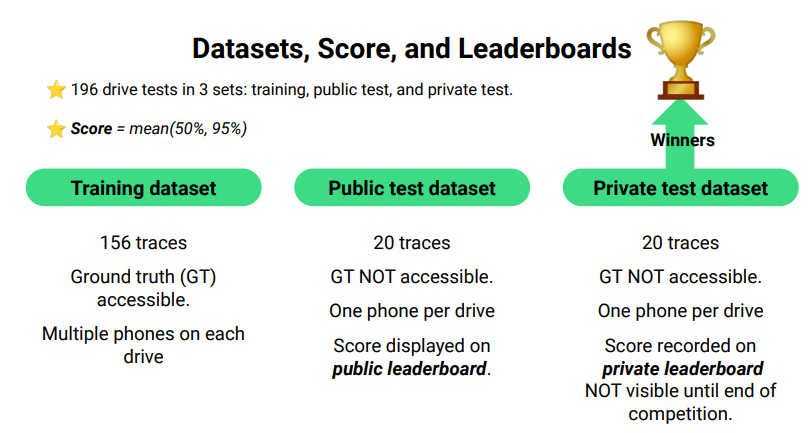 Datasets, Score, and Leaderboards
196 drive tests in 3 sets: training, public test, and private test.
Score = mean(50%, 95%)
Winners
Training dataset
156 traces
Ground truth (GT)
accessible.
Multiple phones on each
drive
Public test dataset
20 traces
GT NOT accessible.
One phone per drive
Score displayed on
public leaderboard.
Private test dataset
20 traces
GT NOT accessible.
One phone per drive
Score recorded on
private leaderboard
NOT visible until end of
competition.